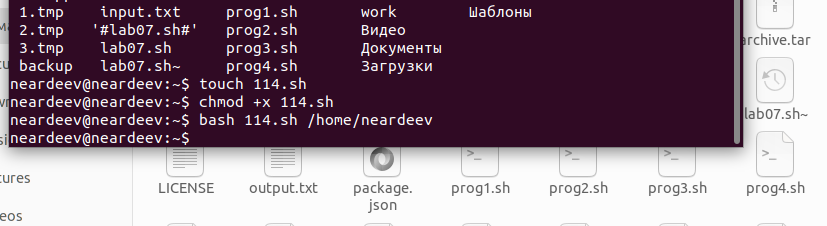 1.tmp input.txt prog1.sh work Шаблоны
2.tmp '#lab07.sh#' prog2.sh Видео
3.tmp lab07.sh prog3.sh Документы
backup lab07.sh~ prog4.sh Загрузки
neardeev@neardeev:~$ touch 114.sh
neardeev@neardeev:~$ chmod +x 114.sh
neardeev@neardeev:~$ bash 114.sh /home/neardeev
neardeev@neardeev:~$
archive.tar
lab07.sh~
LICENSE output.txt package.json prog1.sh prog2.sh prog3.sh prog4.sh